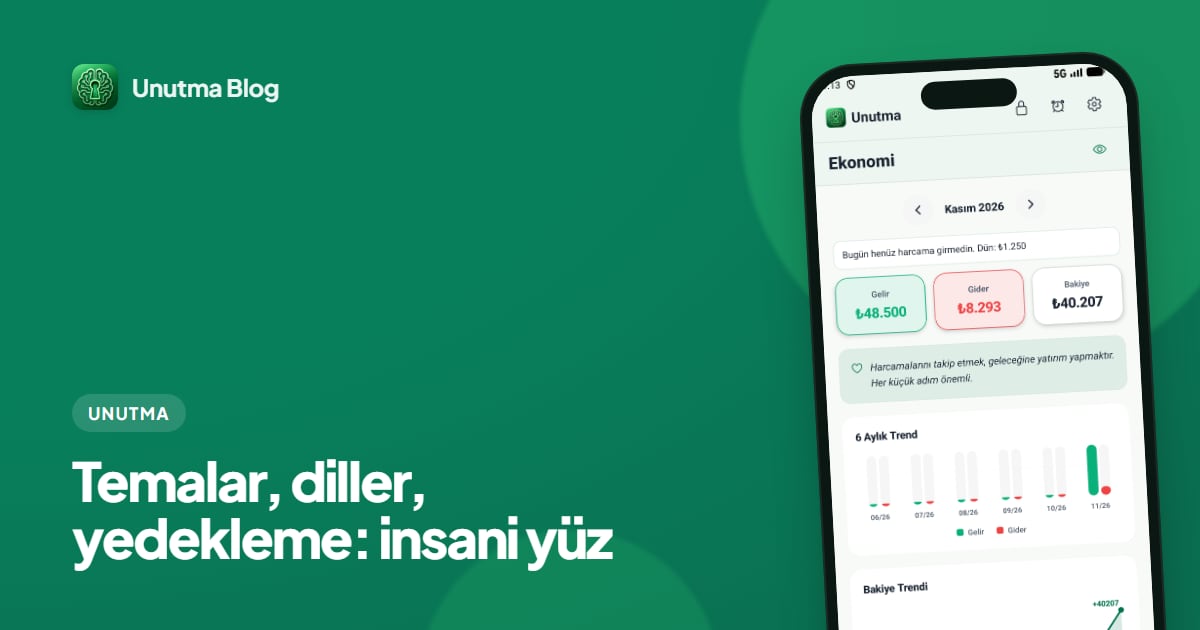 Unutma Blog
UNUTMA
Temalar, diller,
yedekleme: insani yüz
5G
Unutma
Ekonomi
Kasım 2026
Bugün henüz harcama girmedin. Dün: ₺1.250
Gelir
₺48.500
Gider
₺8.293
Bakiye
₺40.207
Harcamalarını takip etmek, geleceğine yatırım yapmaktır.
Her küçük adım önemli.
6 Aylık Trend
06/26 07/26 08/26 09/26 10/26 11/26
Gelir Gider
Bakiye Trendi
+40207